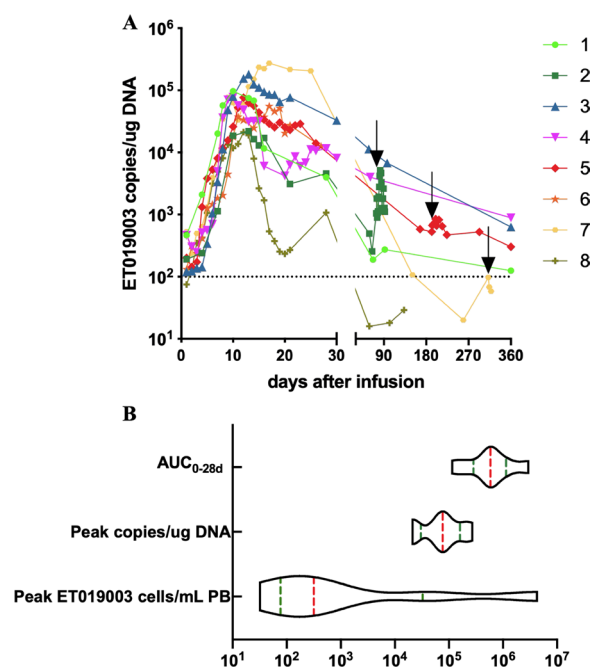 A
ET019003 copies/ug DNA
10^6
10^5
10^4
10^3
10^2
10^1
0 10 20 30 90 180 270 360
days after infusion
1
2
3
4
5
6
7
8
B
AUC0-28d
Peak copies/ug DNA
Peak ET019003 cells/mL PB
10^1 10^2 10^3 10^4 10^5 10^6 10^7